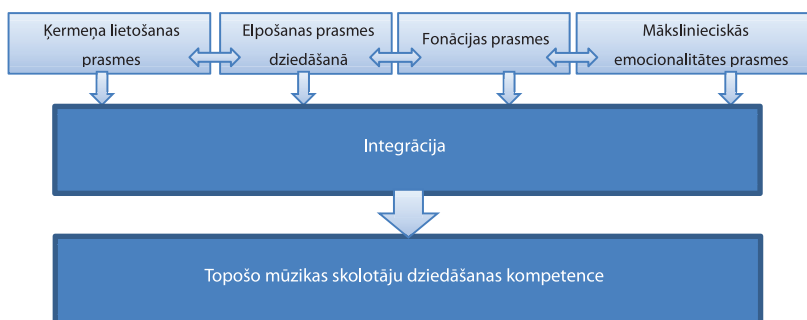 Ķermeņa lietošanas
prasmes
Elpošanas prasmes
dziedāšanā
Fonācijas prasmes
Mākslinieciskās
emocionalitātes prasmes
Integrācija
Topošo mūzikas skolotāju dziedāšanas kompetence